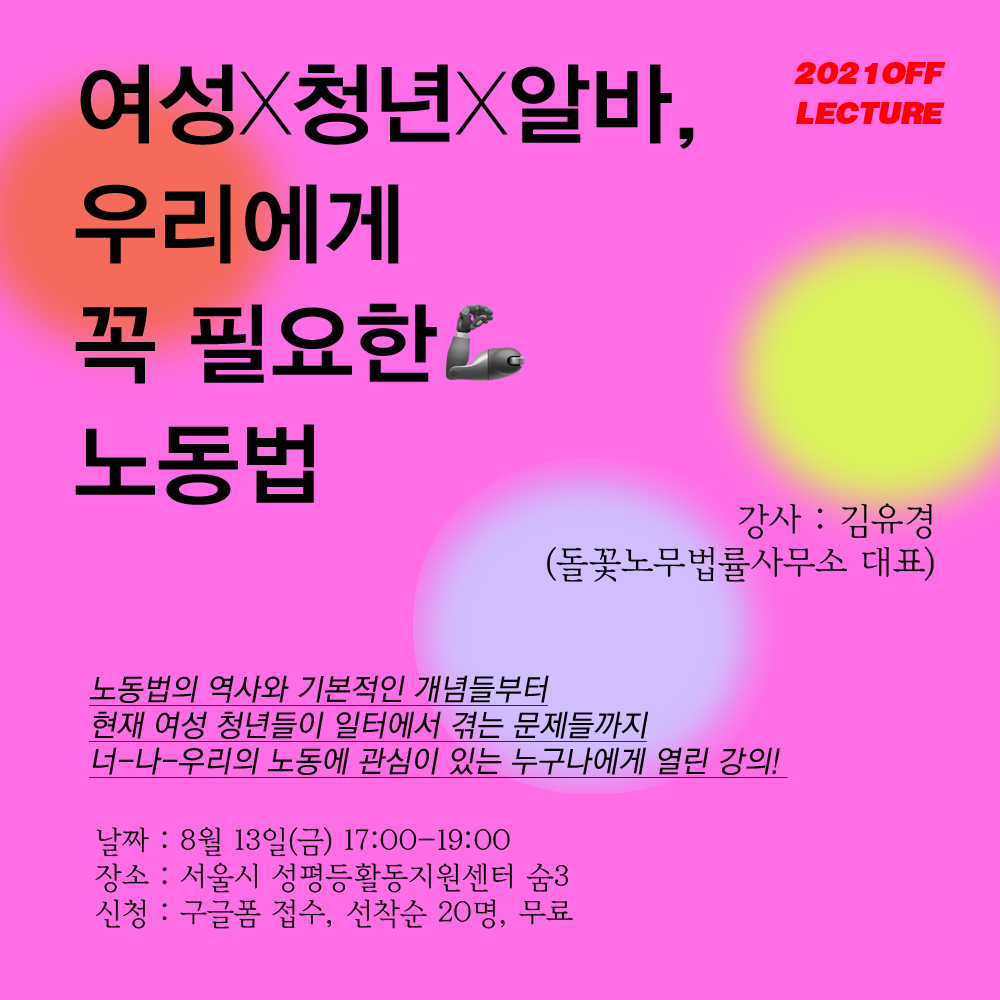 여성X청년X알바,
우리에게
꼭 필요한🦾
노동법
2021OFF
LECTURE
강사 : 김유경
(돌꽃노무법률사무소 대표)
노동법의 역사와 기본적인 개념들부터
현재 여성 청년들이 일터에서 겪는 문제들까지
너-나-우리의 노동에 관심이 있는 누구나에게 열린 강의!
날짜 : 8월 13일(금) 17:00-19:00
장소 : 서울시 성평등활동지원센터 숨3
신청 : 구글폼 접수, 선착순 20명, 무료